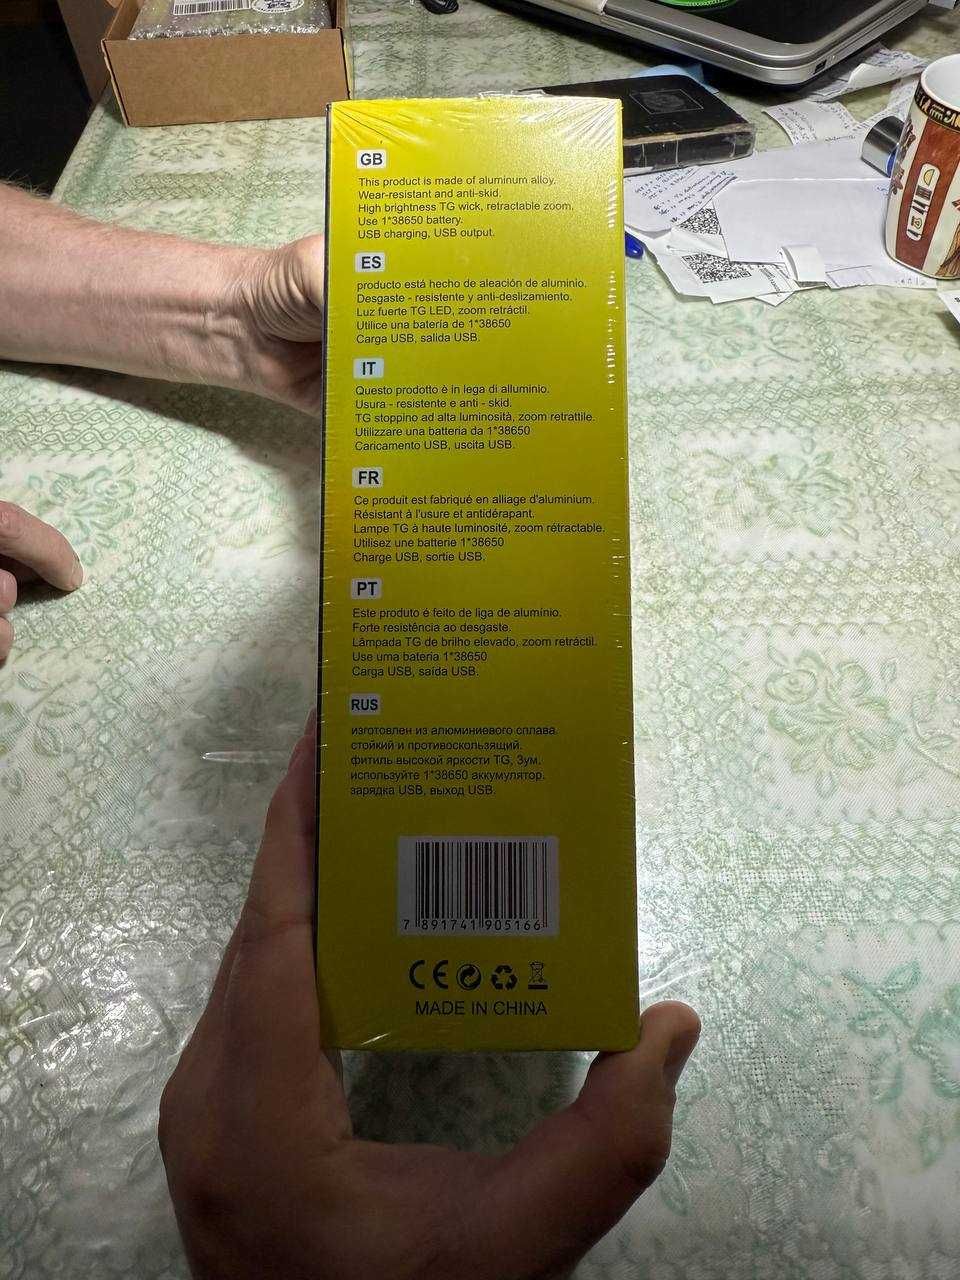 GB
This product is made of aluminum alloy.
Wear-resistant and anti-skid.
High brightness TG wick, retractable zoom.
Use 1*38650 battery.
USB charging, USB output.
ES
producto está hecho de aleación de aluminio.
Desgaste - resistente y anti-deslizamiento.
Luz fuerte TG LED, zoom retráctil.
Utilice una batería de 1*38650
Carga USB, salida USB.
IT
Questo prodotto è in lega di alluminio.
Usura - resistente e anti - skid.
TG stoppino ad alta luminosità, zoom retrattile.
Utilizzare una batteria da 1*38650
Caricamento USB, uscita USB.
FR
Ce produit est fabriqué en alliage d'aluminium.
Résistant à l'usure et antidérapant.
Lampe TG à haute luminosité, zoom rétractable.
Utilisez une batterie 1*38650
Charge USB, sortie USB.
PT
Este produto é feito de liga de alumínio.
Forte resistência ao desgaste.
Lâmpada TG de brilho elevado, zoom retráctil.
Use uma bateria 1*38650
Carga USB, saída USB.
RUS
изготовлен из алюминиевого сплава.
стойкий и противоскользящий.
фитиль высокой яркости TG, Зум.
используйте 1*38650 аккумулятор.
зарядка USB, выход USB.
7 891741 905166
CE
MADE IN CHINA